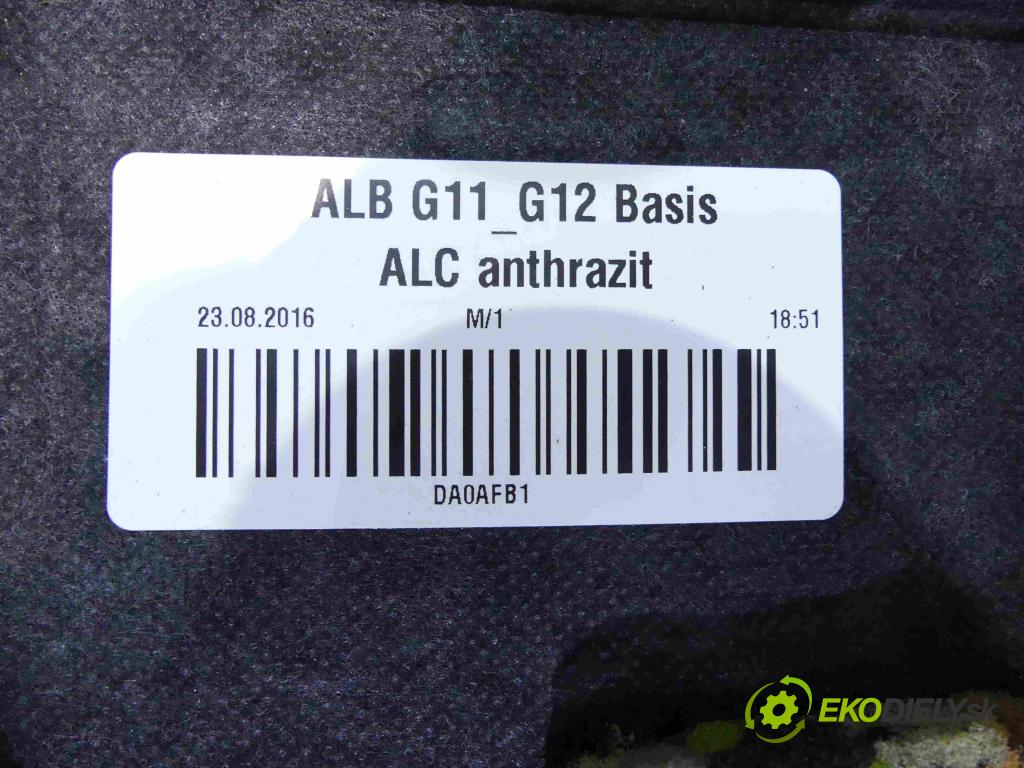 ALB G11_G12 Basis
ALC anthrazit
23.08.2016 M/1 18:51
DA0AFB1
EKODIELY.sk